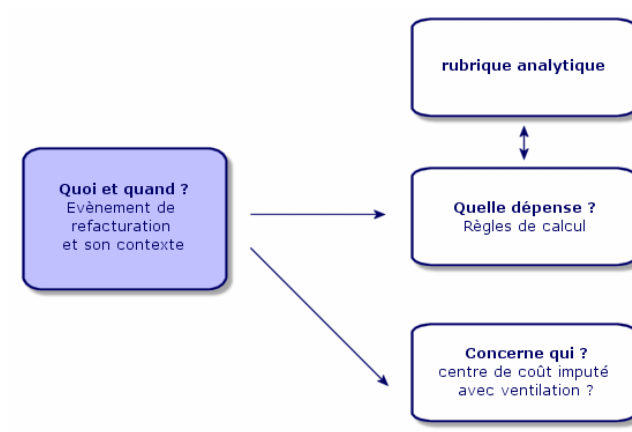 rubrique analytique
Quoi et quand ?
Evènement de
refacturation
et son contexte
Quelle dépense ?
Règles de calcul
Concerne qui ?
centre de coût imputé
avec ventilation ?